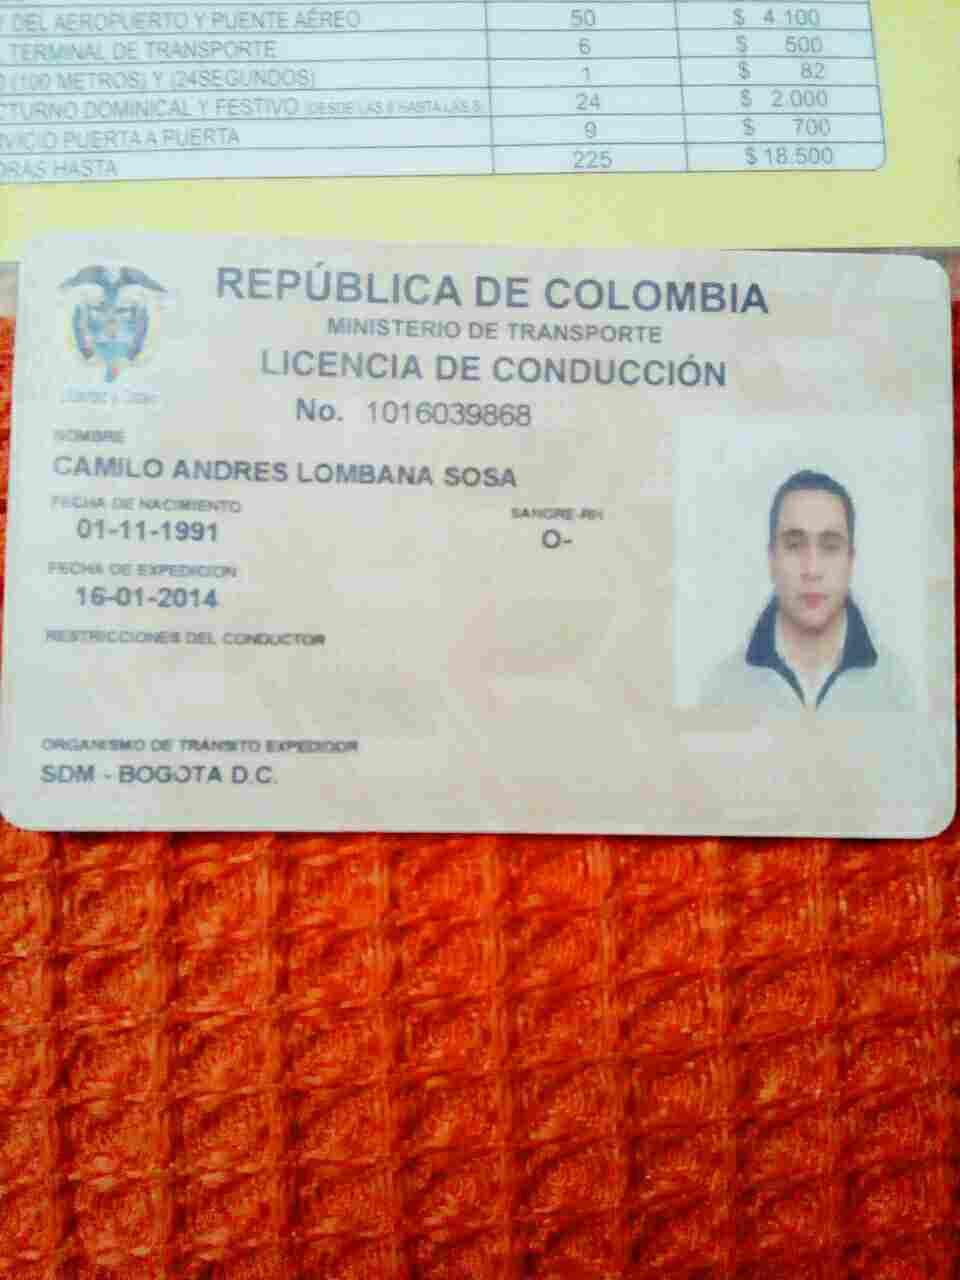 DEL AEROPUERTO Y PUENTE AÉREO 50 $ 4.100
TERMINAL DE TRANSPORTE 6 $ 500
(100 METROS) Y (24SEGUNDOS) 1 $ 82
CTURNO DOMINICAL Y FESTIVO (DESDE LAS 8 HASTA LAS 5 24 $ 2.000
VICIO PUERTA A PUERTA 9 $ 700
ORAS HASTA 225 $ 18.500
REPÚBLICA DE COLOMBIA
MINISTERIO DE TRANSPORTE
LICENCIA DE CONDUCCIÓN
No. 1016039868
NOMBRE
CAMILO ANDRES LOMBANA SOSA
FECHA DE NACIMIENTO
01-11-1991
SANGRE-RH
O-
FECHA DE EXPEDICION
16-01-2014
RESTRICCIONES DEL CONDUCTOR
ORGANISMO DE TRANSITO EXPEDIDOR
SDM - BOGOTA D.C.